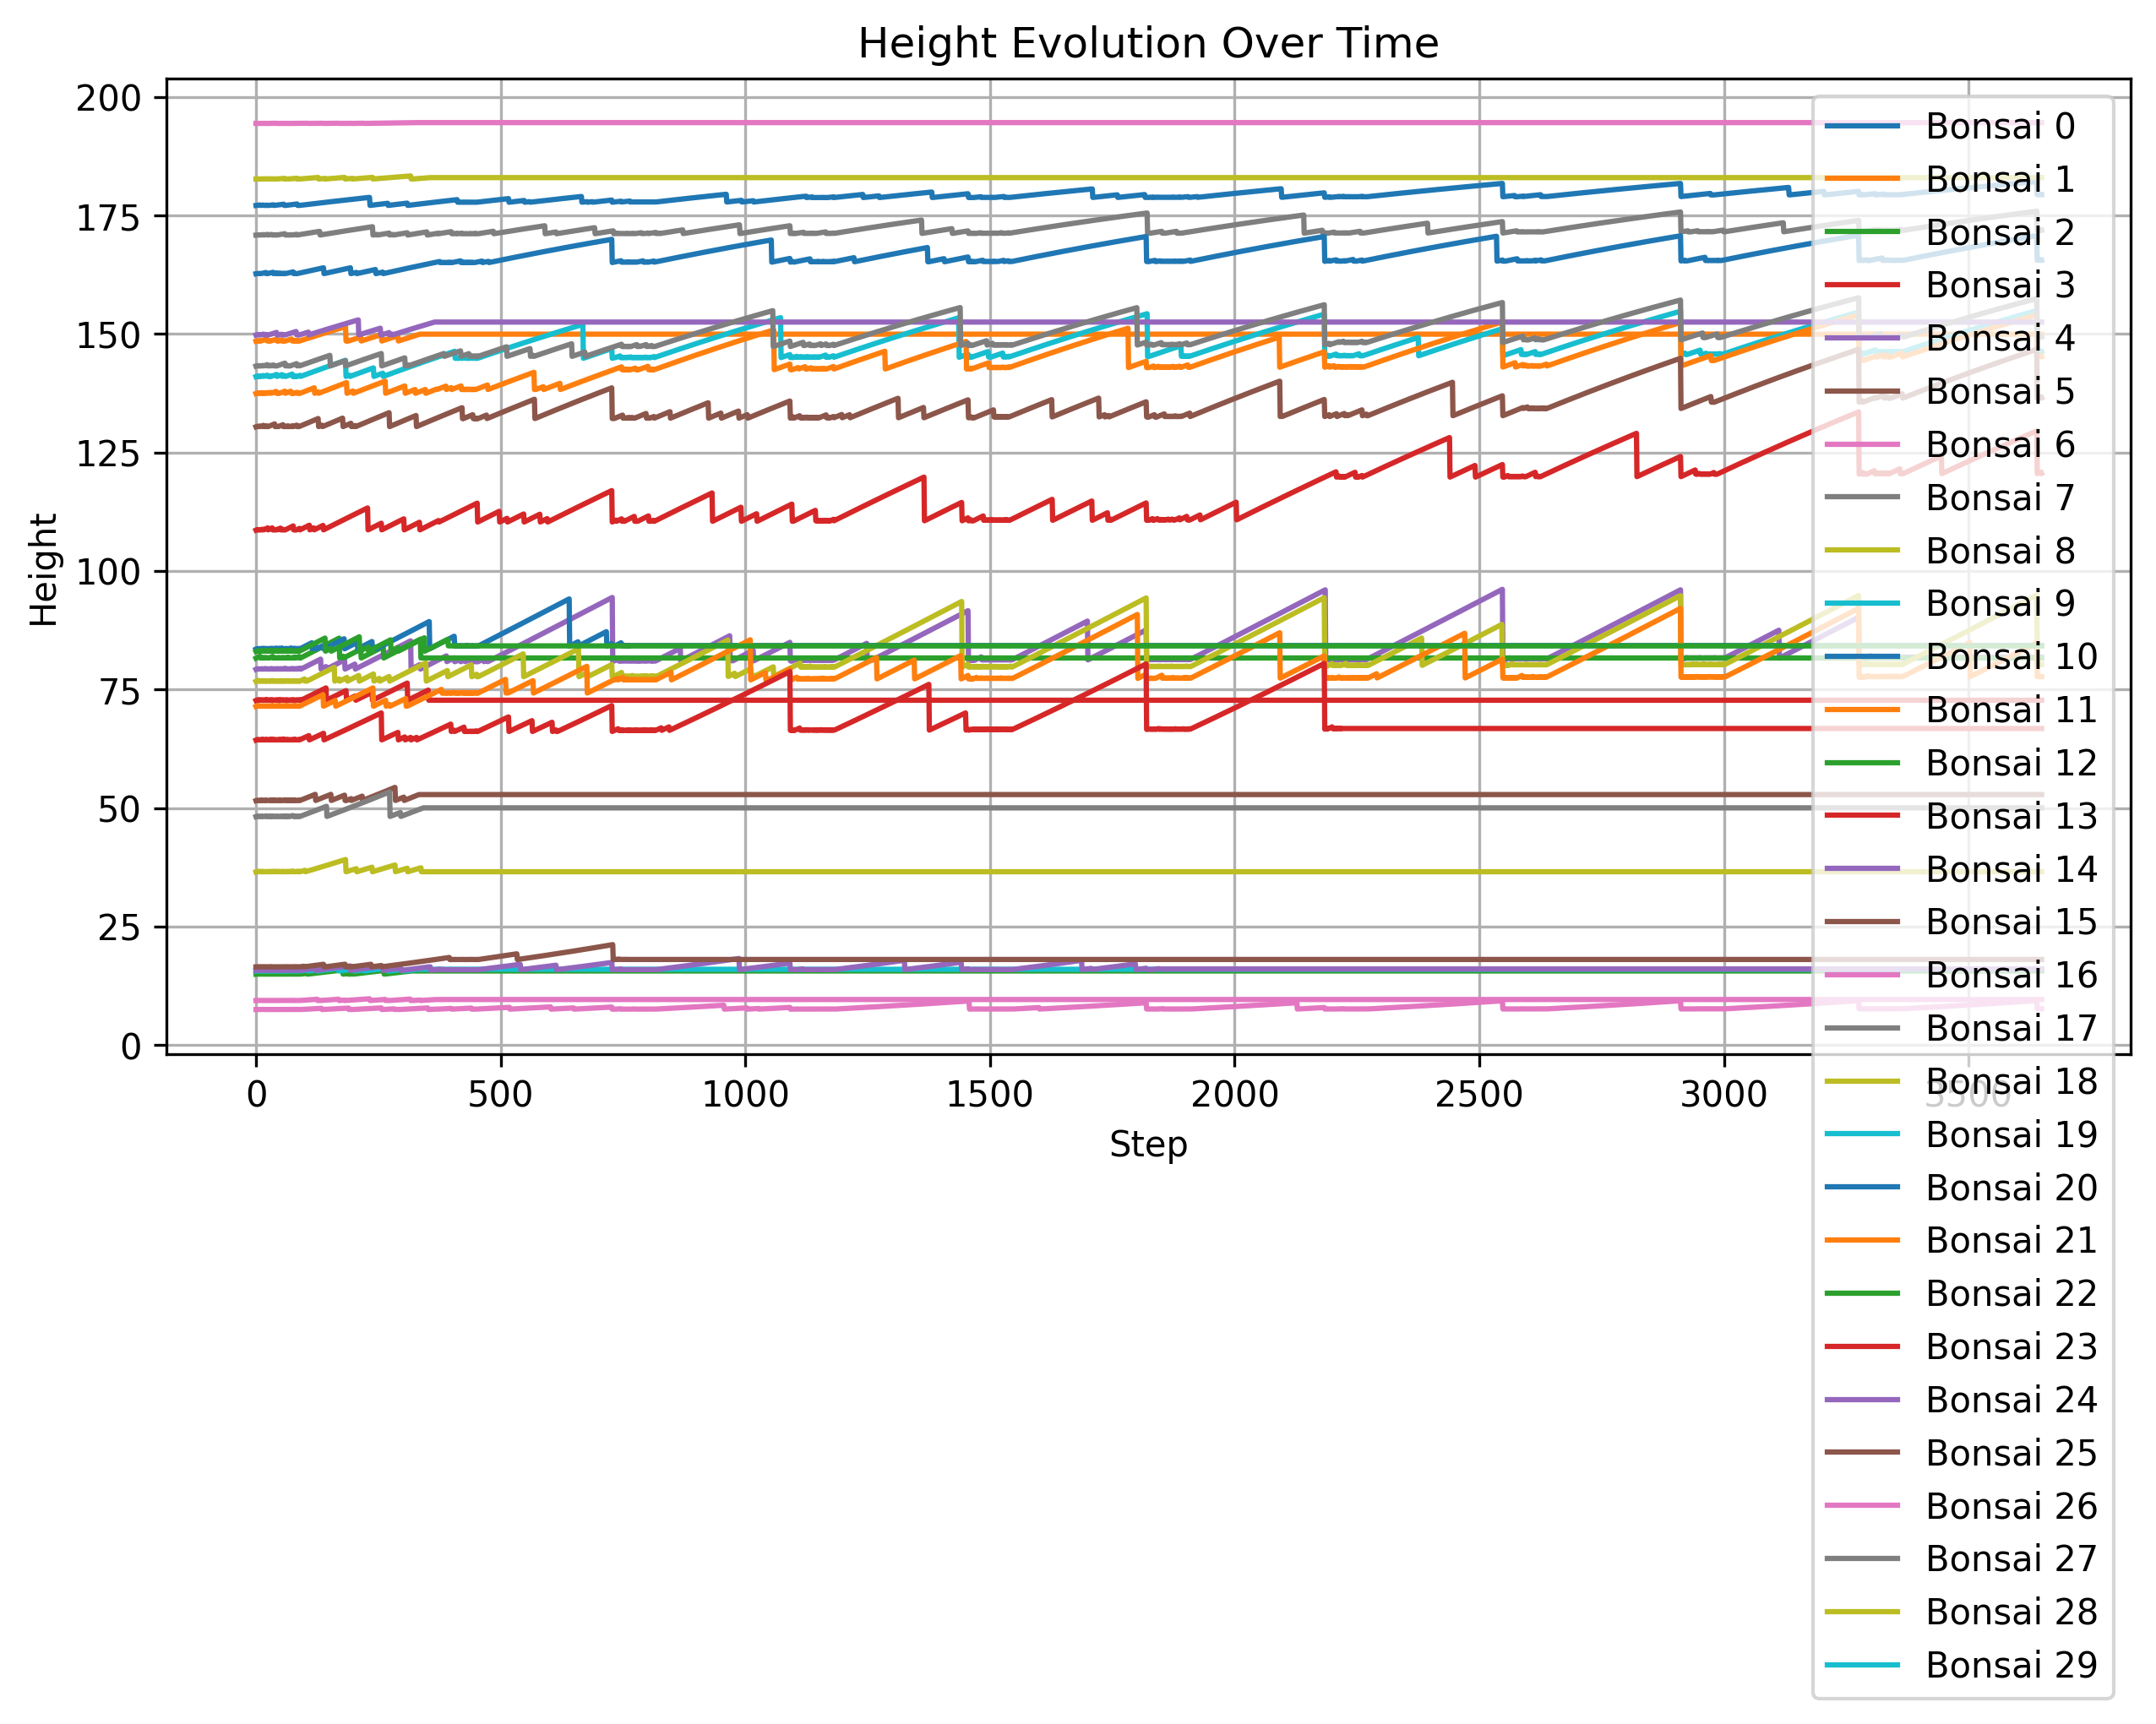 Height Evolution Over Time
Height
200
175
150
125
100
75
50
25
0
0 500 1000 1500 2000 2500 3000 3500
Step
Bonsai 0
Bonsai 1
Bonsai 2
Bonsai 3
Bonsai 4
Bonsai 5
Bonsai 6
Bonsai 7
Bonsai 8
Bonsai 9
Bonsai 10
Bonsai 11
Bonsai 12
Bonsai 13
Bonsai 14
Bonsai 15
Bonsai 16
Bonsai 17
Bonsai 18
Bonsai 19
Bonsai 20
Bonsai 21
Bonsai 22
Bonsai 23
Bonsai 24
Bonsai 25
Bonsai 26
Bonsai 27
Bonsai 28
Bonsai 29